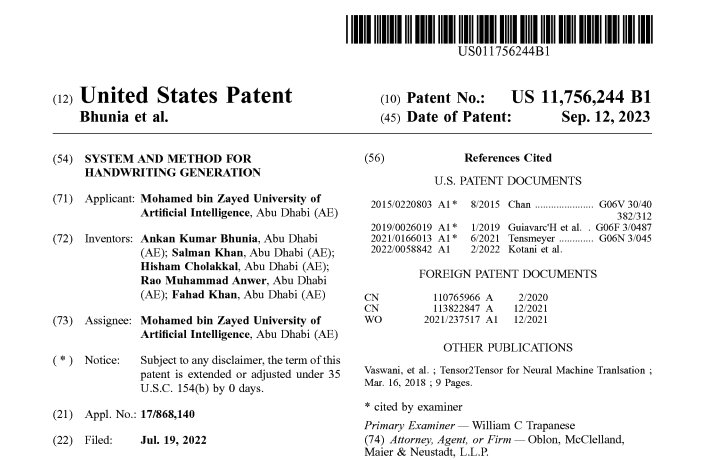 US011756244B1
(12) United States Patent
Bhunia et al.
(10) Patent No.: US 11,756,244 B1
(45) Date of Patent: Sep. 12, 2023
(54) SYSTEM AND METHOD FOR
HANDWRITING GENERATION
(71) Applicant: Mohamed bin Zayed University of
Artificial Intelligence, Abu Dhabi (AE)
(72) Inventors: Ankan Kumar Bhunia, Abu Dhabi
(AE); Salman Khan, Abu Dhabi (AE);
Hisham Cholakkal, Abu Dhabi (AE);
Rao Muhammad Anwer, Abu Dhabi
(AE); Fahad Khan, Abu Dhabi (AE)
(73) Assignee: Mohamed bin Zayed University of
Artificial Intelligence, Abu Dhabi (AE)
( * ) Notice: Subject to any disclaimer, the term of this
patent is extended or adjusted under 35
U.S.C. 154(b) by 0 days.
(21) Appl. No.: 17/868,140
(22) Filed: Jul. 19, 2022
(56) References Cited
U.S. PATENT DOCUMENTS
2015/0220803 A1* 8/2015 Chan ..................... G06V 30/40
382/312
2019/0026019 A1* 1/2019 Guiavarc'H et al. . G06F 3/0487
2021/0166013 A1* 6/2021 Tensmeyer ............ G06N 3/045
2022/0058842 A1 2/2022 Kotani et al.
FOREIGN PATENT DOCUMENTS
CN 110765966 A 2/2020
CN 113822847 A 12/2021
WO 2021/237517 A1 12/2021
OTHER PUBLICATIONS
Vaswani, et al. ; Tensor2Tensor for Neural Machine Tranlsation ;
Mar. 16, 2018 ; 9 Pages.
* cited by examiner
Primary Examiner — William C Trapanese
(74) Attorney, Agent, or Firm — Oblon, McClelland,
Maier & Neustadt, L.L.P.